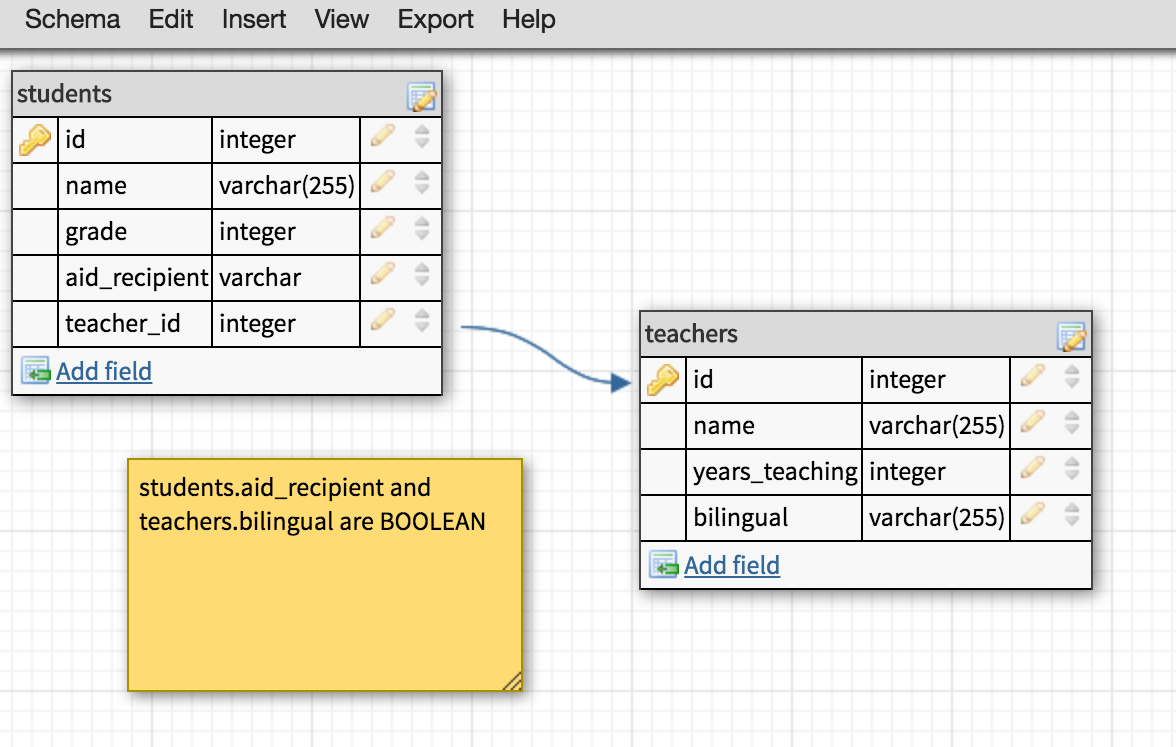 Schema Edit Insert View Export Help
students
id integer
name varchar(255)
grade integer
aid_recipient varchar
teacher_id integer
Add field
teachers
id integer
name varchar(255)
years_teaching integer
bilingual varchar(255)
Add field
students.aid_recipient and
teachers.bilingual are BOOLEAN